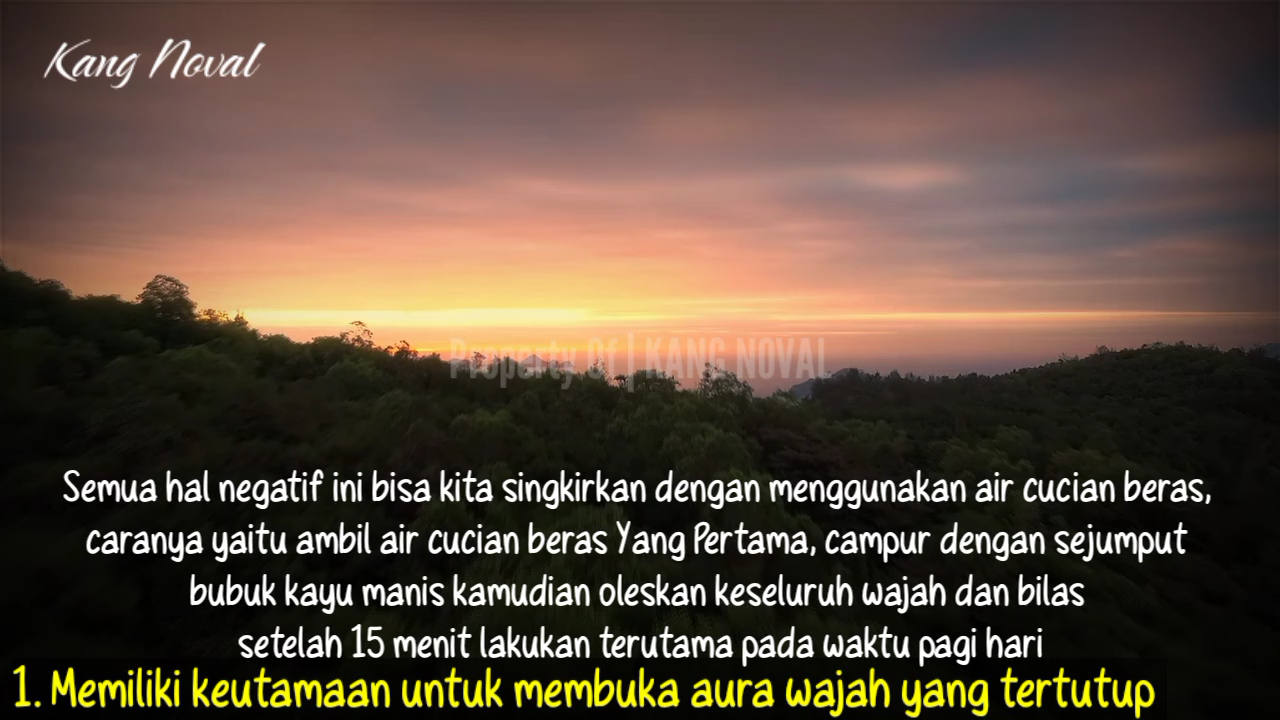 Kang Noval
Property Of | KANG NOVAL
Semua hal negatif ini bisa kita singkirkan dengan menggunakan air cucian beras,
caranya yaitu ambil air cucian beras Yang Pertama, campur dengan sejumput
bubuk kayu manis kamudian oleskan keseluruh wajah dan bilas
setelah 15 menit lakukan terutama pada waktu pagi hari
1. Memiliki keutamaan untuk membuka aura wajah yang tertutup